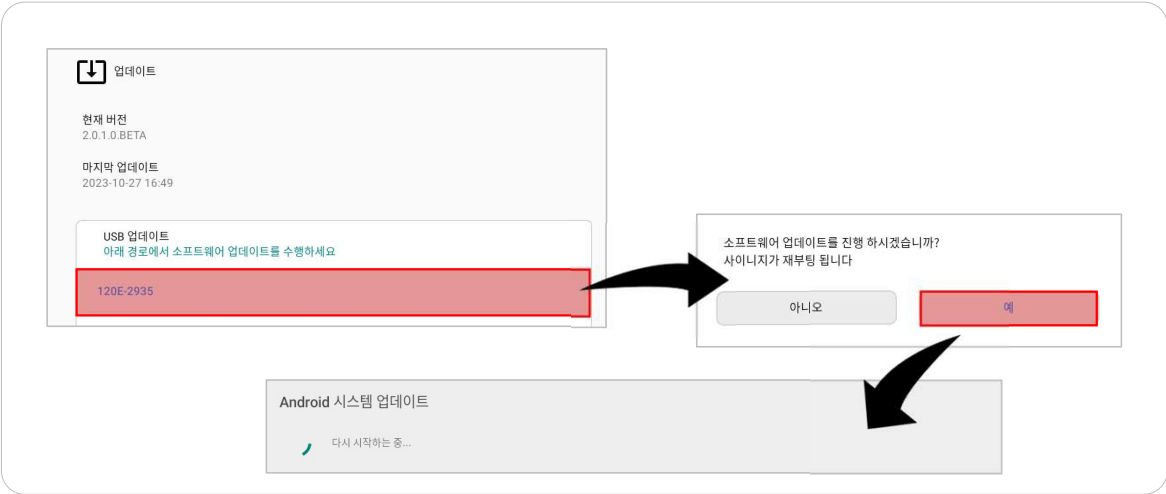 업데이트
현재 버전
2.0.1.0.BETA
마지막 업데이트
2023-10-27 16:49
USB 업데이트
아래 경로에서 소프트웨어 업데이트를 수행하세요
120E-2935
소프트웨어 업데이트를 진행 하시겠습니까?
사이니지가 재부팅 됩니다
아니오
예
Android 시스템 업데이트
다시 시작하는 중...